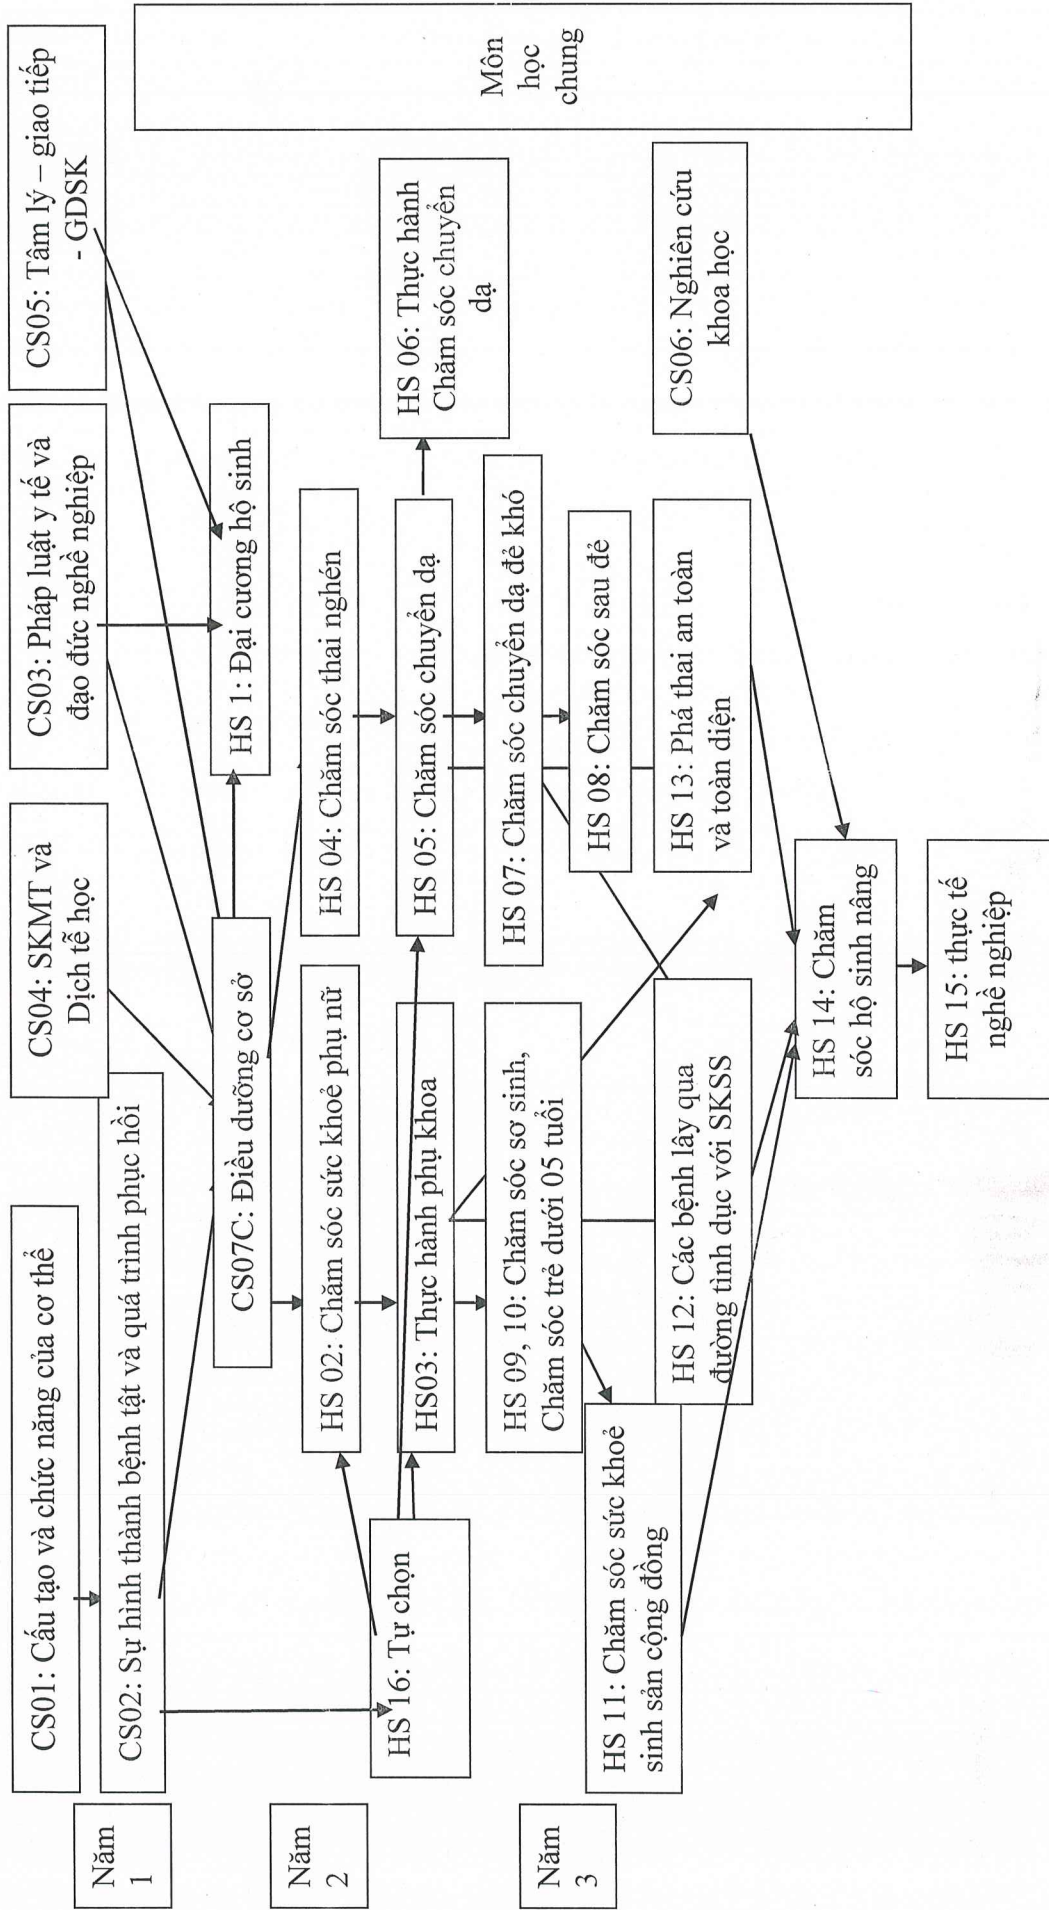 CS01: Cấu tạo và chức năng của cơ thể
CS04: SKMT và
Dịch tễ học
CS03: Pháp luật y tế và
đạo đức nghề nghiệp
CS05: Tâm lý – giao tiếp
- GDSK
Năm
1
CS02: Sự hình thành bệnh tật và quá trình phục hồi
CS07C: Điều dưỡng cơ sở
HS 1: Đại cương hộ sinh
Môn
học
chung
Năm
2
HS 02: Chăm sóc sức khoẻ phụ nữ
HS 04: Chăm sóc thai nghén
HS 16: Tự chọn
HS03: Thực hành phụ khoa
HS 05: Chăm sóc chuyển dạ
HS 06: Thực hành
Chăm sóc chuyển
dạ
Năm
3
HS 09, 10: Chăm sóc sơ sinh,
Chăm sóc trẻ dưới 05 tuổi
HS 07: Chăm sóc chuyển dạ đẻ khó
HS 08: Chăm sóc sau đẻ
HS 11: Chăm sóc sức khoẻ
sinh sản cộng đồng
HS 12: Các bệnh lây qua
đường tình dục với SKSS
HS 13: Phá thai an toàn
và toàn diện
CS06: Nghiên cứu
khoa học
HS 14: Chăm
sóc hộ sinh nâng
HS 15: thực tế
nghề nghiệp